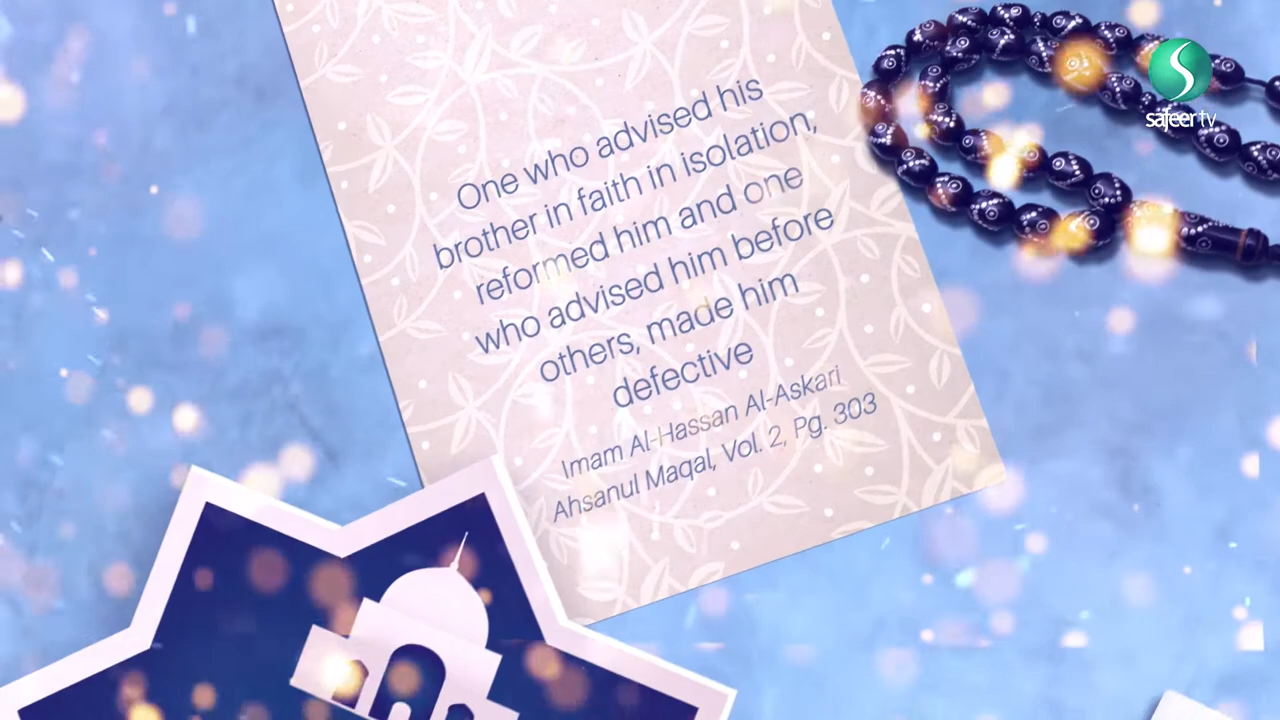 safeer tv
One who advised his
brother in faith in isolation,
reformed him and one
who advised him before
others, made him
defective
Imam Al-Hassan Al-Askari
Ahsanul Maqal, Vol. 2, Pg. 303